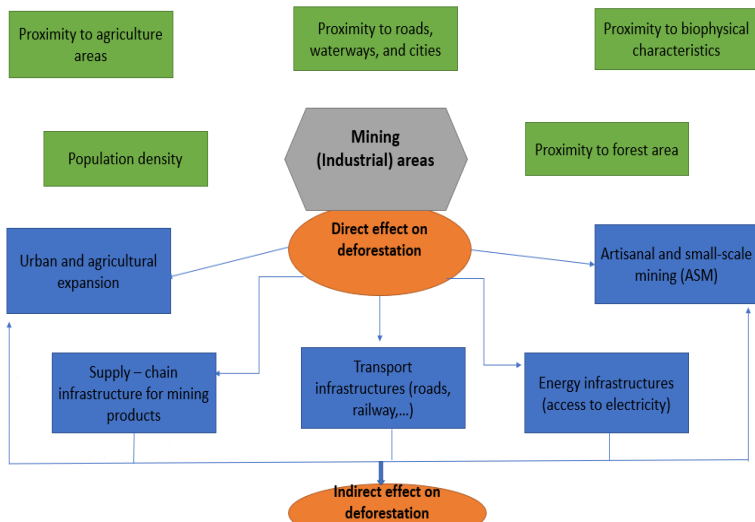 Proximity to agriculture
areas
Proximity to roads,
waterways, and cities
Proximity to biophysical
characteristics
Population density
Mining
(Industrial) areas
Proximity to forest area
Direct effect on
deforestation
Urban and agricultural
expansion
Artisanal and small-scale
mining (ASM)
Supply – chain
infrastructure for mining
products
Transport
infrastructures (roads,
railway,...)
Energy infrastructures
(access to electricity)
Indirect effect on
deforestation